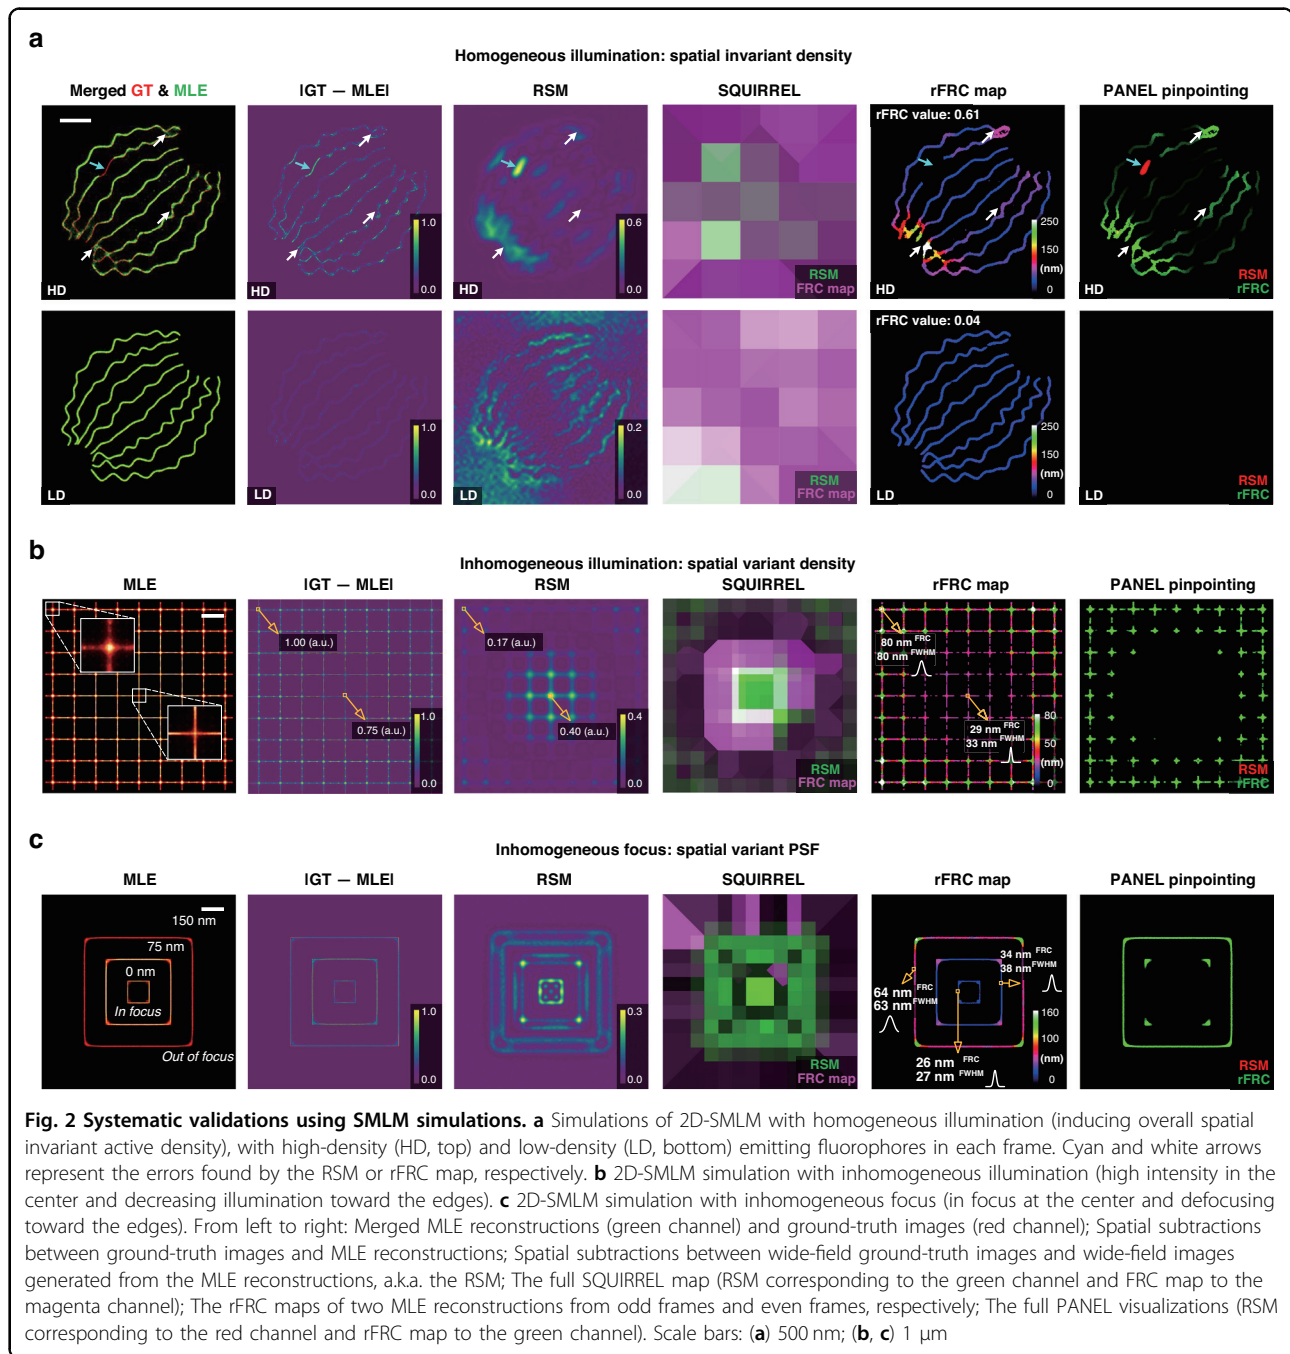 a
Homogeneous illumination: spatial invariant density
Merged GT & MLE
|GT — MLE|
RSM
SQUIRREL
rFRC map
PANEL pinpointing
HD
1.0
0.0
HD
0.6
0.0
HD
RSM
FRC map
rFRC value: 0.61
250
150
(nm)
0
HD
RSM
rFRC
HD
LD
1.0
0.0
LD
0.2
0.0
LD
RSM
FRC map
rFRC value: 0.04
250
150
(nm)
0
LD
RSM
rFRC
LD
b
Inhomogeneous illumination: spatial variant density
MLE
|GT — MLE|
RSM
SQUIRREL
rFRC map
PANEL pinpointing
1.00 (a.u.)
0.75 (a.u.)
1.0
0.0
0.17 (a.u.)
0.40 (a.u.)
0.4
0.0
RSM
FRC map
80 nm FRC
80 nm FWHM
29 nm FRC
33 nm FWHM
80
50
(nm)
0
RSM
rFRC
c
Inhomogeneous focus: spatial variant PSF
MLE
|GT — MLE|
RSM
SQUIRREL
rFRC map
PANEL pinpointing
150 nm
75 nm
0 nm
In focus
Out of focus
1.0
0.0
0.3
0.0
RSM
FRC map
34 nm FRC
38 nm FWHM
64 nm FRC
63 nm FWHM
26 nm FRC
27 nm FWHM
160
100
(nm)
0
RSM
rFRC
Fig. 2 Systematic validations using SMLM simulations. a Simulations of 2D-SMLM with homogeneous illumination (inducing overall spatial
invariant active density), with high-density (HD, top) and low-density (LD, bottom) emitting fluorophores in each frame. Cyan and white arrows
represent the errors found by the RSM or rFRC map, respectively. b 2D-SMLM simulation with inhomogeneous illumination (high intensity in the
center and decreasing illumination toward the edges). c 2D-SMLM simulation with inhomogeneous focus (in focus at the center and defocusing
toward the edges). From left to right: Merged MLE reconstructions (green channel) and ground-truth images (red channel); Spatial subtractions
between ground-truth images and MLE reconstructions; Spatial subtractions between wide-field ground-truth images and wide-field images
generated from the MLE reconstructions, a.k.a. the RSM; The full SQUIRREL map (RSM corresponding to the green channel and FRC map to the
magenta channel); The rFRC maps of two MLE reconstructions from odd frames and even frames, respectively; The full PANEL visualizations (RSM
corresponding to the red channel and rFRC map to the green channel). Scale bars: (a) 500 nm; (b, c) 1 μm